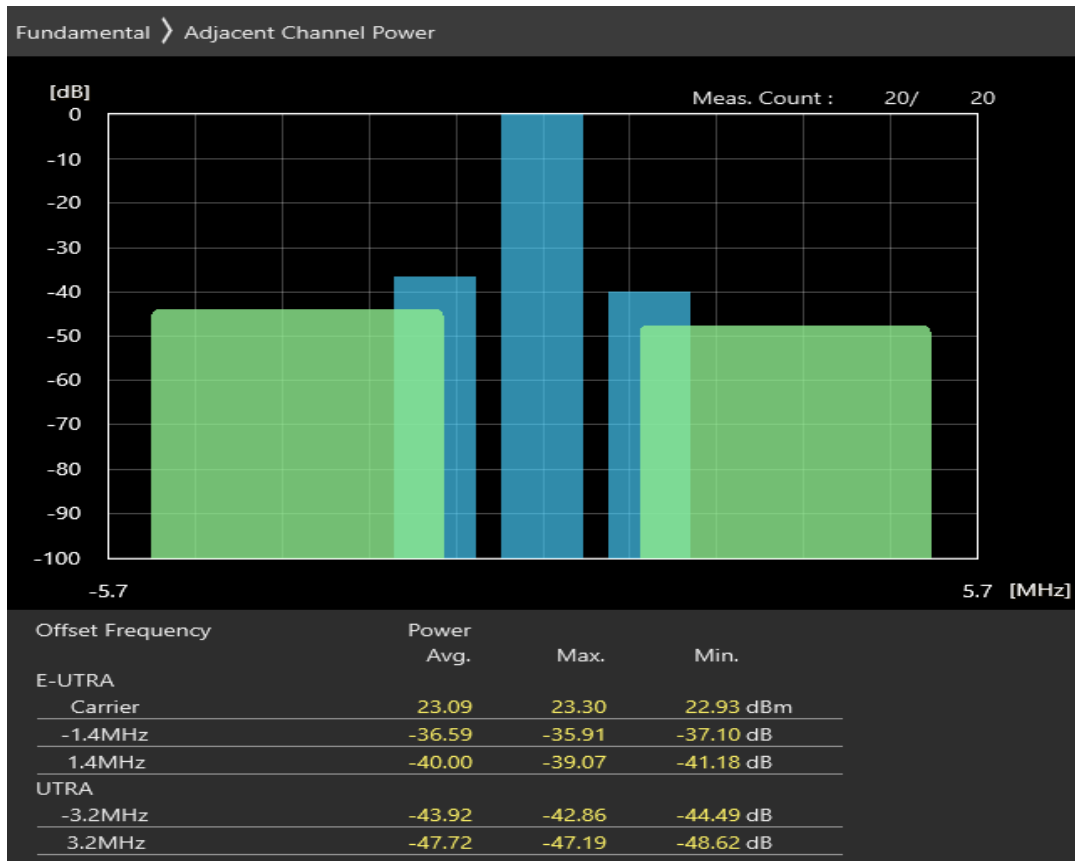 Fundamental 〉 Adjacent Channel Power
[dB]
Meas. Count : 20/ 20
0
-10
-20
-30
-40
-50
-60
-70
-80
-90
-100
-5.7 5.7 [MHz]
Offset Frequency Power
Avg. Max. Min.
E-UTRA
Carrier 23.09 23.30 22.93 dBm
-1.4MHz -36.59 -35.91 -37.10 dB
1.4MHz -40.00 -39.07 -41.18 dB
UTRA
-3.2MHz -43.92 -42.86 -44.49 dB
3.2MHz -47.72 -47.19 -48.62 dB